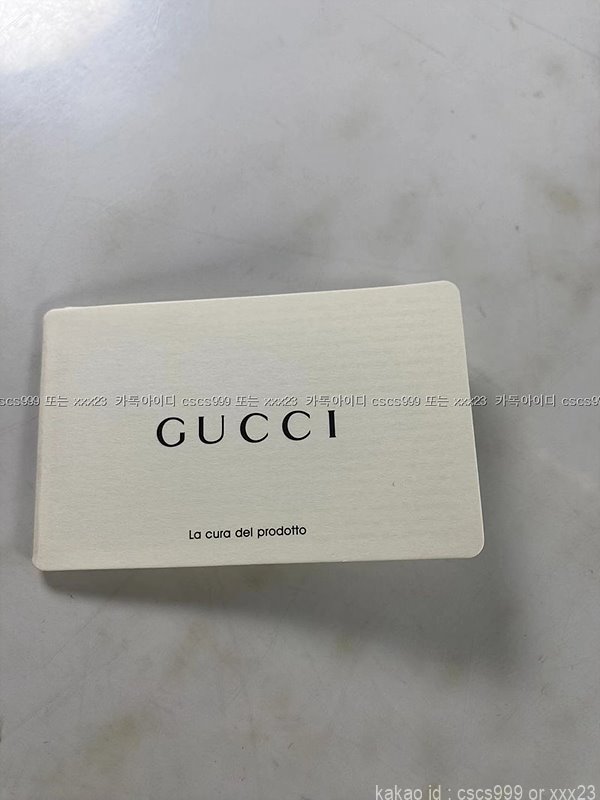 cscs999 또는 xxx23 카톡아이디 cscs999 또는 xxx23 카톡아이디 cscs999 또는 xxx23 카톡아이디 cscs9
GUCCI
La cura del prodotto
kakao id : cscs999 or xxx23